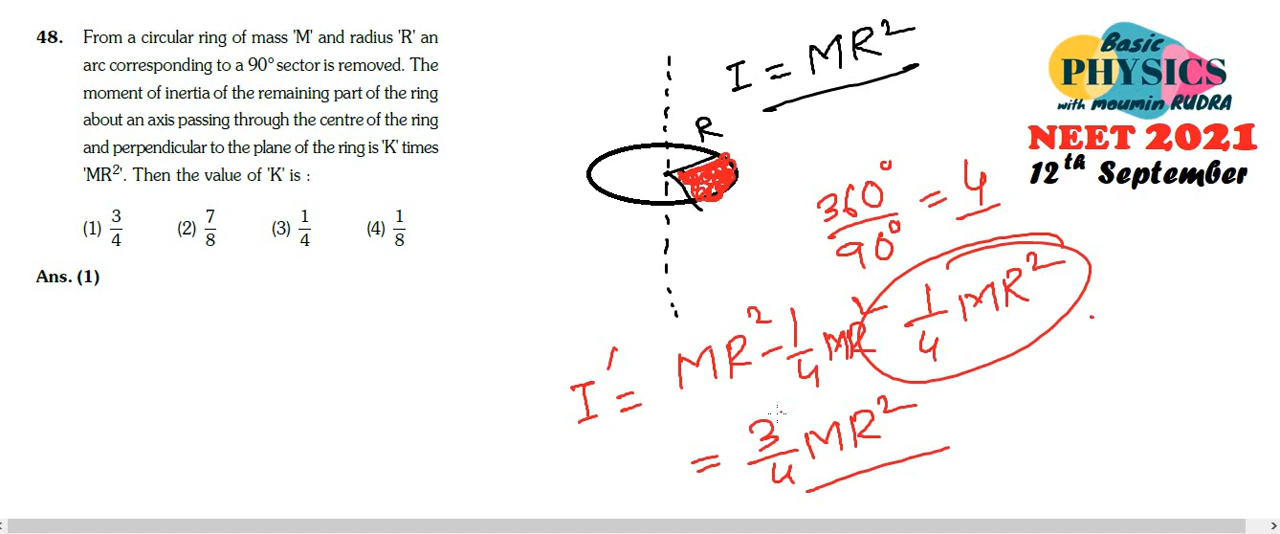 48. From a circular ring of mass 'M' and radius 'R' an
arc corresponding to a 90° sector is removed. The
moment of inertia of the remaining part of the ring
about an axis passing through the centre of the ring
and perpendicular to the plane of the ring is 'K' times
'MR²'. Then the value of 'K' is :
(1) 3/4 (2) 7/8 (3) 1/4 (4) 1/8
Ans. (1)
I = MR²
R
360°/90° = 4
1/4 MR²
I' = MR² - 1/4 MR²
= 3/4 MR²
Basic
PHYSICS
with moumin RUDRA
NEET 2021
12th September